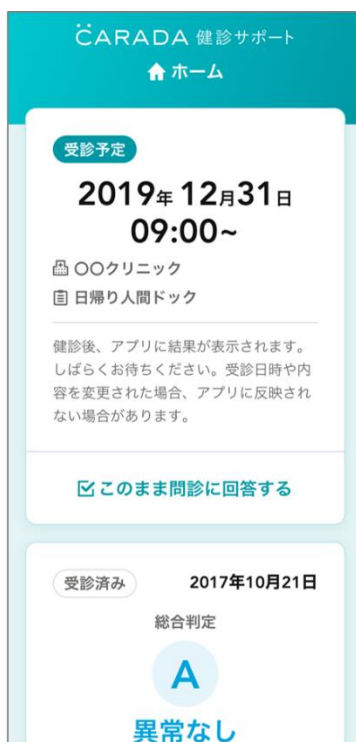 CARADA 健診サポート
ホーム
受診予定
2019年12月31日
09:00~
〇〇クリニック
日帰り人間ドック
健診後、アプリに結果が表示されます。
しばらくお待ちください。受診日時や内
容を変更された場合、アプリに反映され
ない場合があります。
このまま問診に回答する
受診済み 2017年10月21日
総合判定
A
異常なし